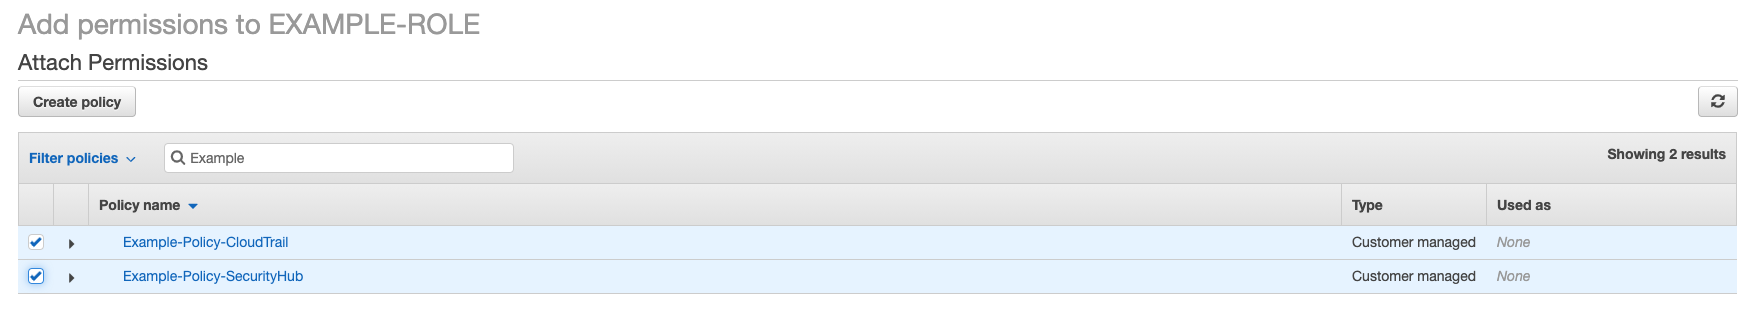 Add permissions to EXAMPLE-ROLE
Attach Permissions
Create policy
Filter policies Example Showing 2 results
Policy name Type Used as
Example-Policy-CloudTrail Customer managed None
Example-Policy-SecurityHub Customer managed None